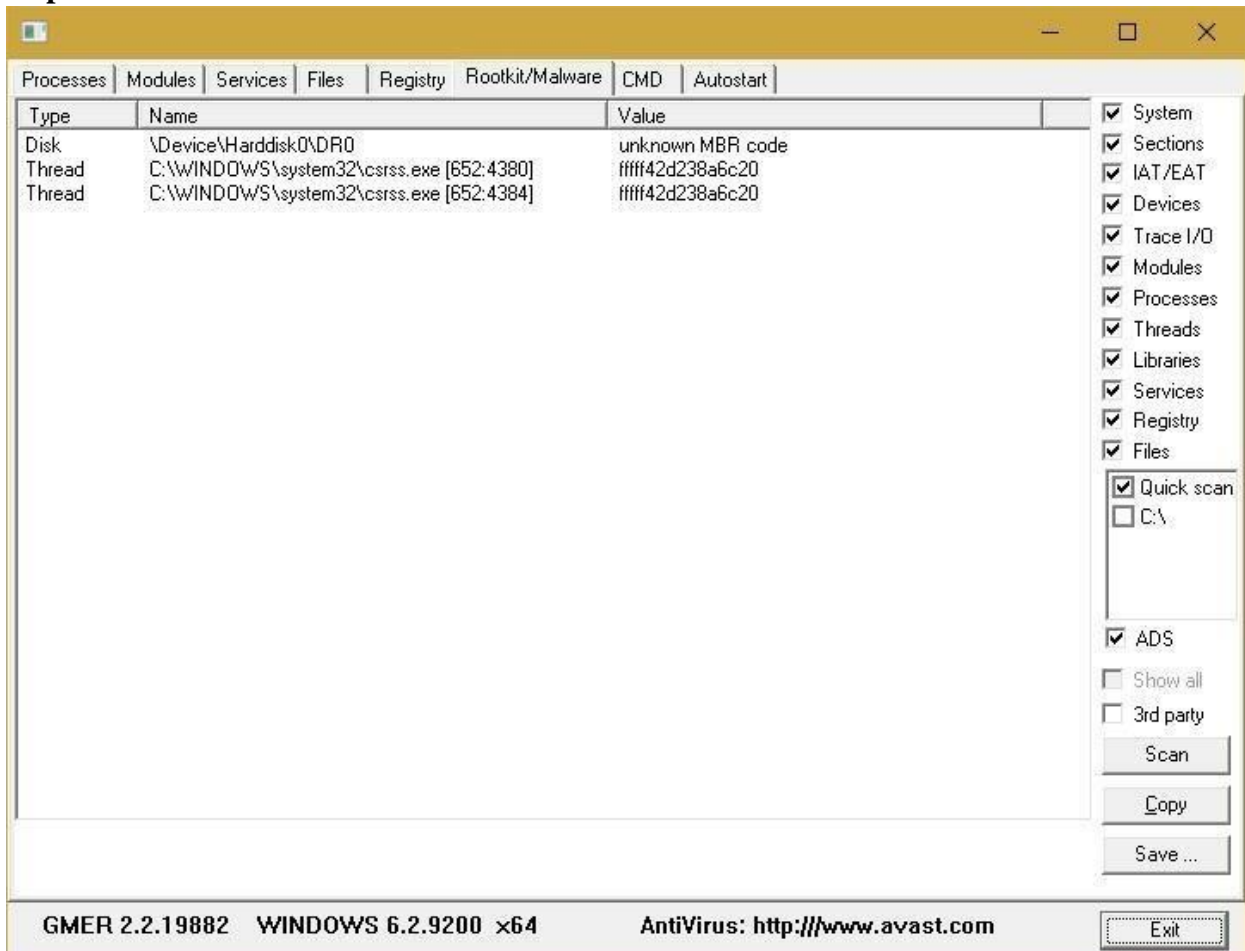 Processes Modules Services Files Registry Rootkit/Malware CMD Autostart
Type Name Value
Disk \Device\Harddisk0\DR0 unknown MBR code
Thread C:\WINDOWS\system32\csrss.exe [652:4380] fffff42d238a6c20
Thread C:\WINDOWS\system32\csrss.exe [652:4384] fffff42d238a6c20
System
Sections
IAT/EAT
Devices
Trace I/O
Modules
Processes
Threads
Libraries
Services
Registry
Files
Quick scan
C:\
ADS
Show all
3rd party
Scan
Copy
Save ...
GMER 2.2.19882 WINDOWS 6.2.9200 x64 AntiVirus: http:///www.avast.com Exit